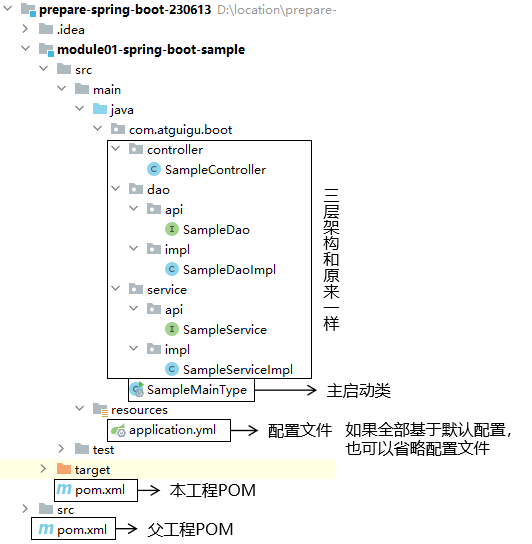 prepare-spring-boot-230613 D:\location\prepare-
.idea
module01-spring-boot-sample
src
main
java
com.atguigu.boot
controller
SampleController
dao
api
SampleDao
impl
SampleDaoImpl
service
api
SampleService
impl
SampleServiceImpl
三层架构和原来一样
SampleMainType 主启动类
resources
application.yml 配置文件 如果全部基于默认配置，
也可以省略配置文件
test
target
pom.xml 本工程POM
src
pom.xml 父工程POM